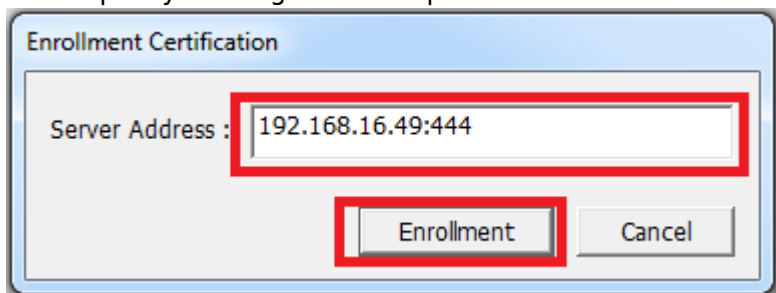 Enrollment Certification
Server Address : 192.168.16.49:444
Enrollment Cancel